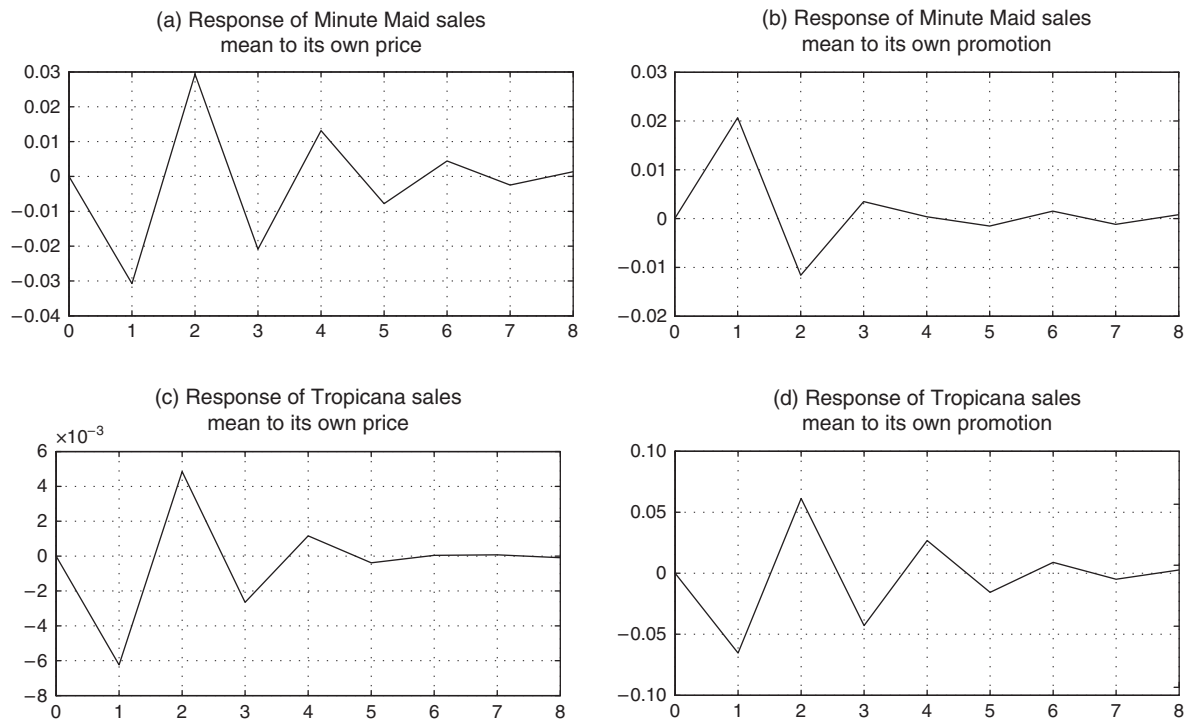 (a) Response of Minute Maid sales
mean to its own price
0.03
0.02
0.01
0
−0.01
−0.02
−0.03
−0.04
0 1 2 3 4 5 6 7 8
(b) Response of Minute Maid sales
mean to its own promotion
0.03
0.02
0.01
0
−0.01
−0.02
0 1 2 3 4 5 6 7 8
(c) Response of Tropicana sales
mean to its own price
×10⁻³
6
4
2
0
−2
−4
−6
−8
0 1 2 3 4 5 6 7 8
(d) Response of Tropicana sales
mean to its own promotion
0.10
0.05
0
−0.05
−0.10
0 1 2 3 4 5 6 7 8